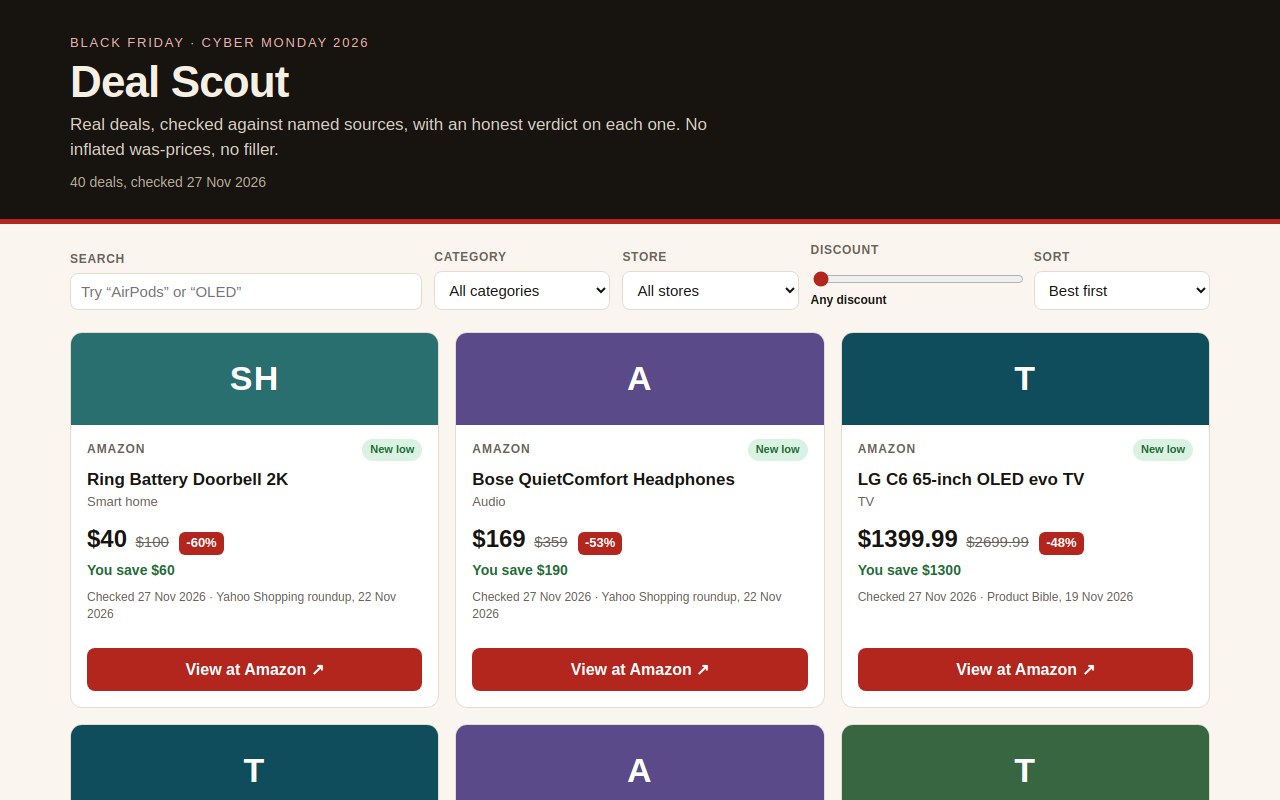 BLACK FRIDAY · CYBER MONDAY 2026
Deal Scout
Real deals, checked against named sources, with an honest verdict on each one. No
inflated was-prices, no filler.
40 deals, checked 27 Nov 2026
SEARCH
Try “AirPods” or “OLED”
CATEGORY
All categories
STORE
All stores
DISCOUNT
Any discount
SORT
Best first
SH
AMAZON New low
Ring Battery Doorbell 2K
Smart home
$40 $100 -60%
You save $60
Checked 27 Nov 2026 · Yahoo Shopping roundup, 22 Nov
2026
View at Amazon ↗
A
AMAZON New low
Bose QuietComfort Headphones
Audio
$169 $359 -53%
You save $190
Checked 27 Nov 2026 · Yahoo Shopping roundup, 22 Nov
2026
View at Amazon ↗
T
AMAZON New low
LG C6 65-inch OLED evo TV
TV
$1399.99 $2699.99 -48%
You save $1300
Checked 27 Nov 2026 · Product Bible, 19 Nov 2026
View at Amazon ↗
T
A
T